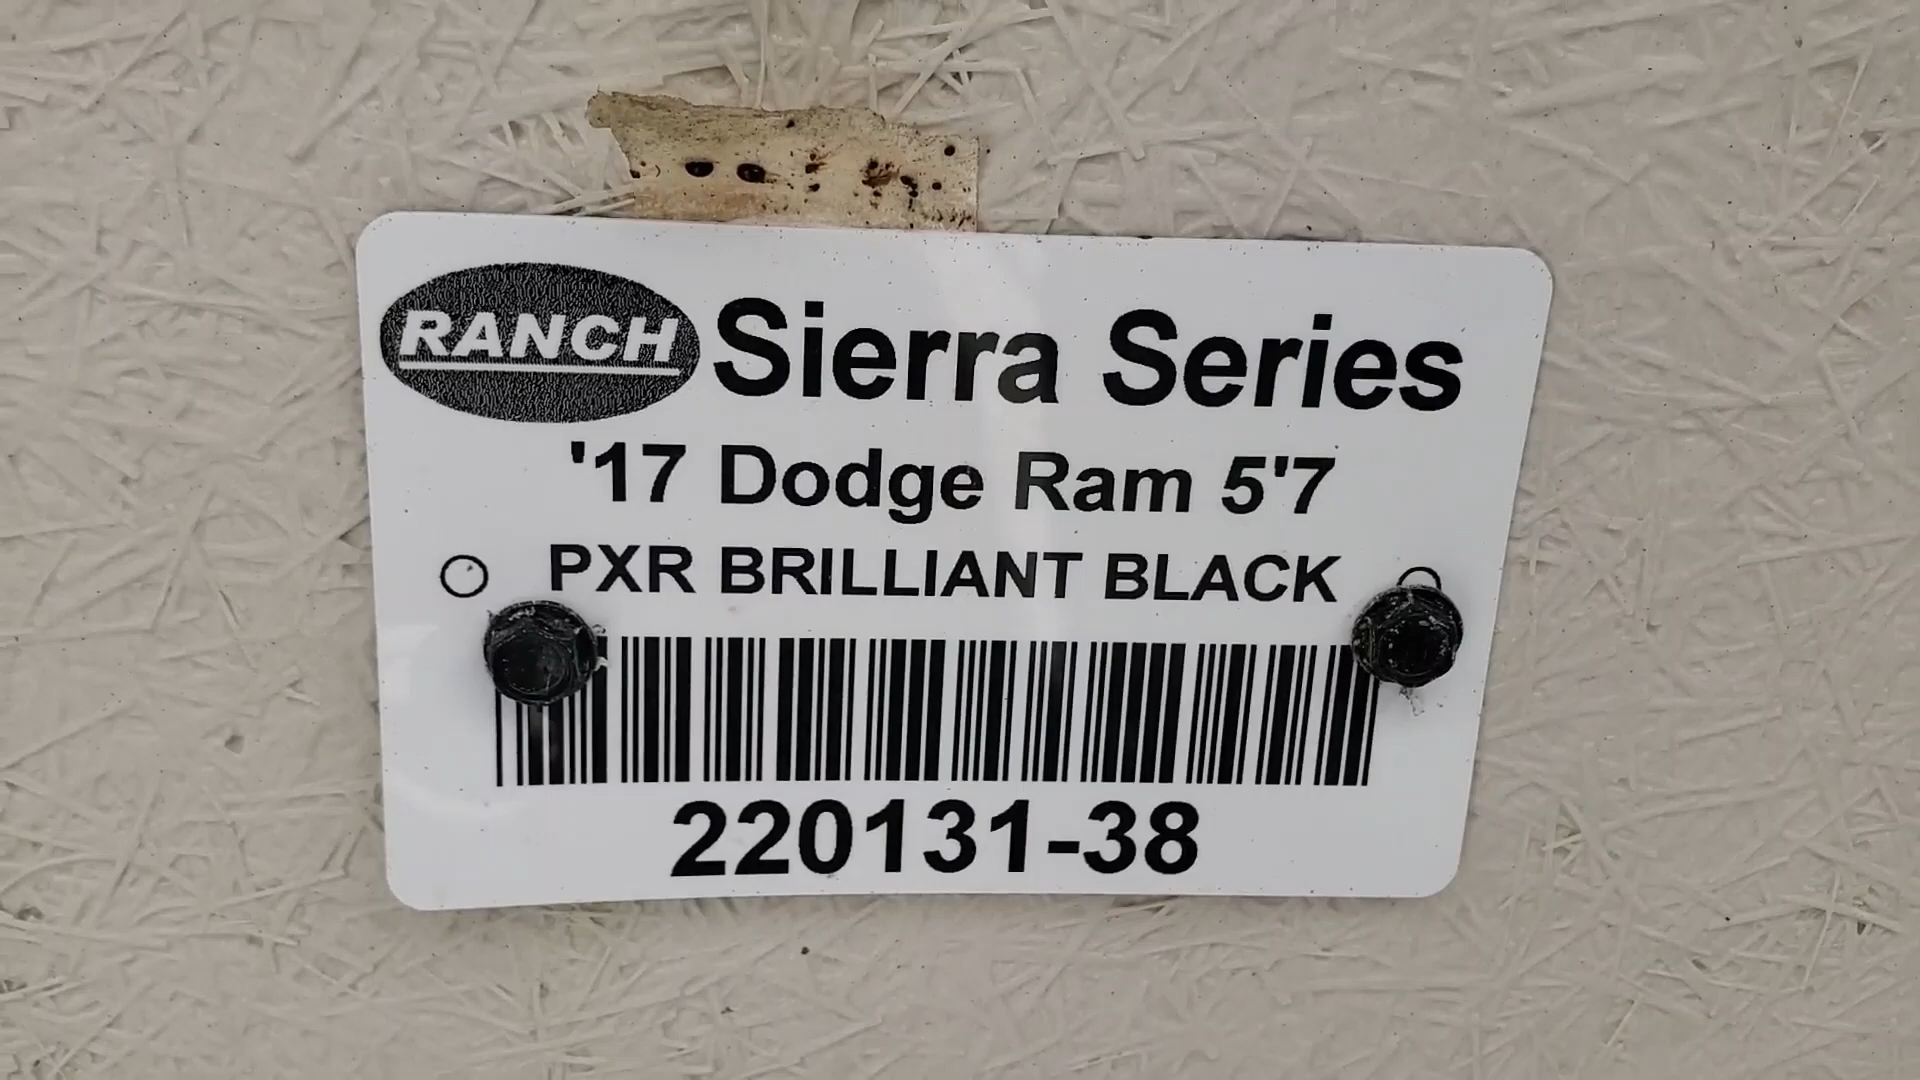 RANCH Sierra Series
'17 Dodge Ram 5'7
PXR BRILLIANT BLACK
220131-38